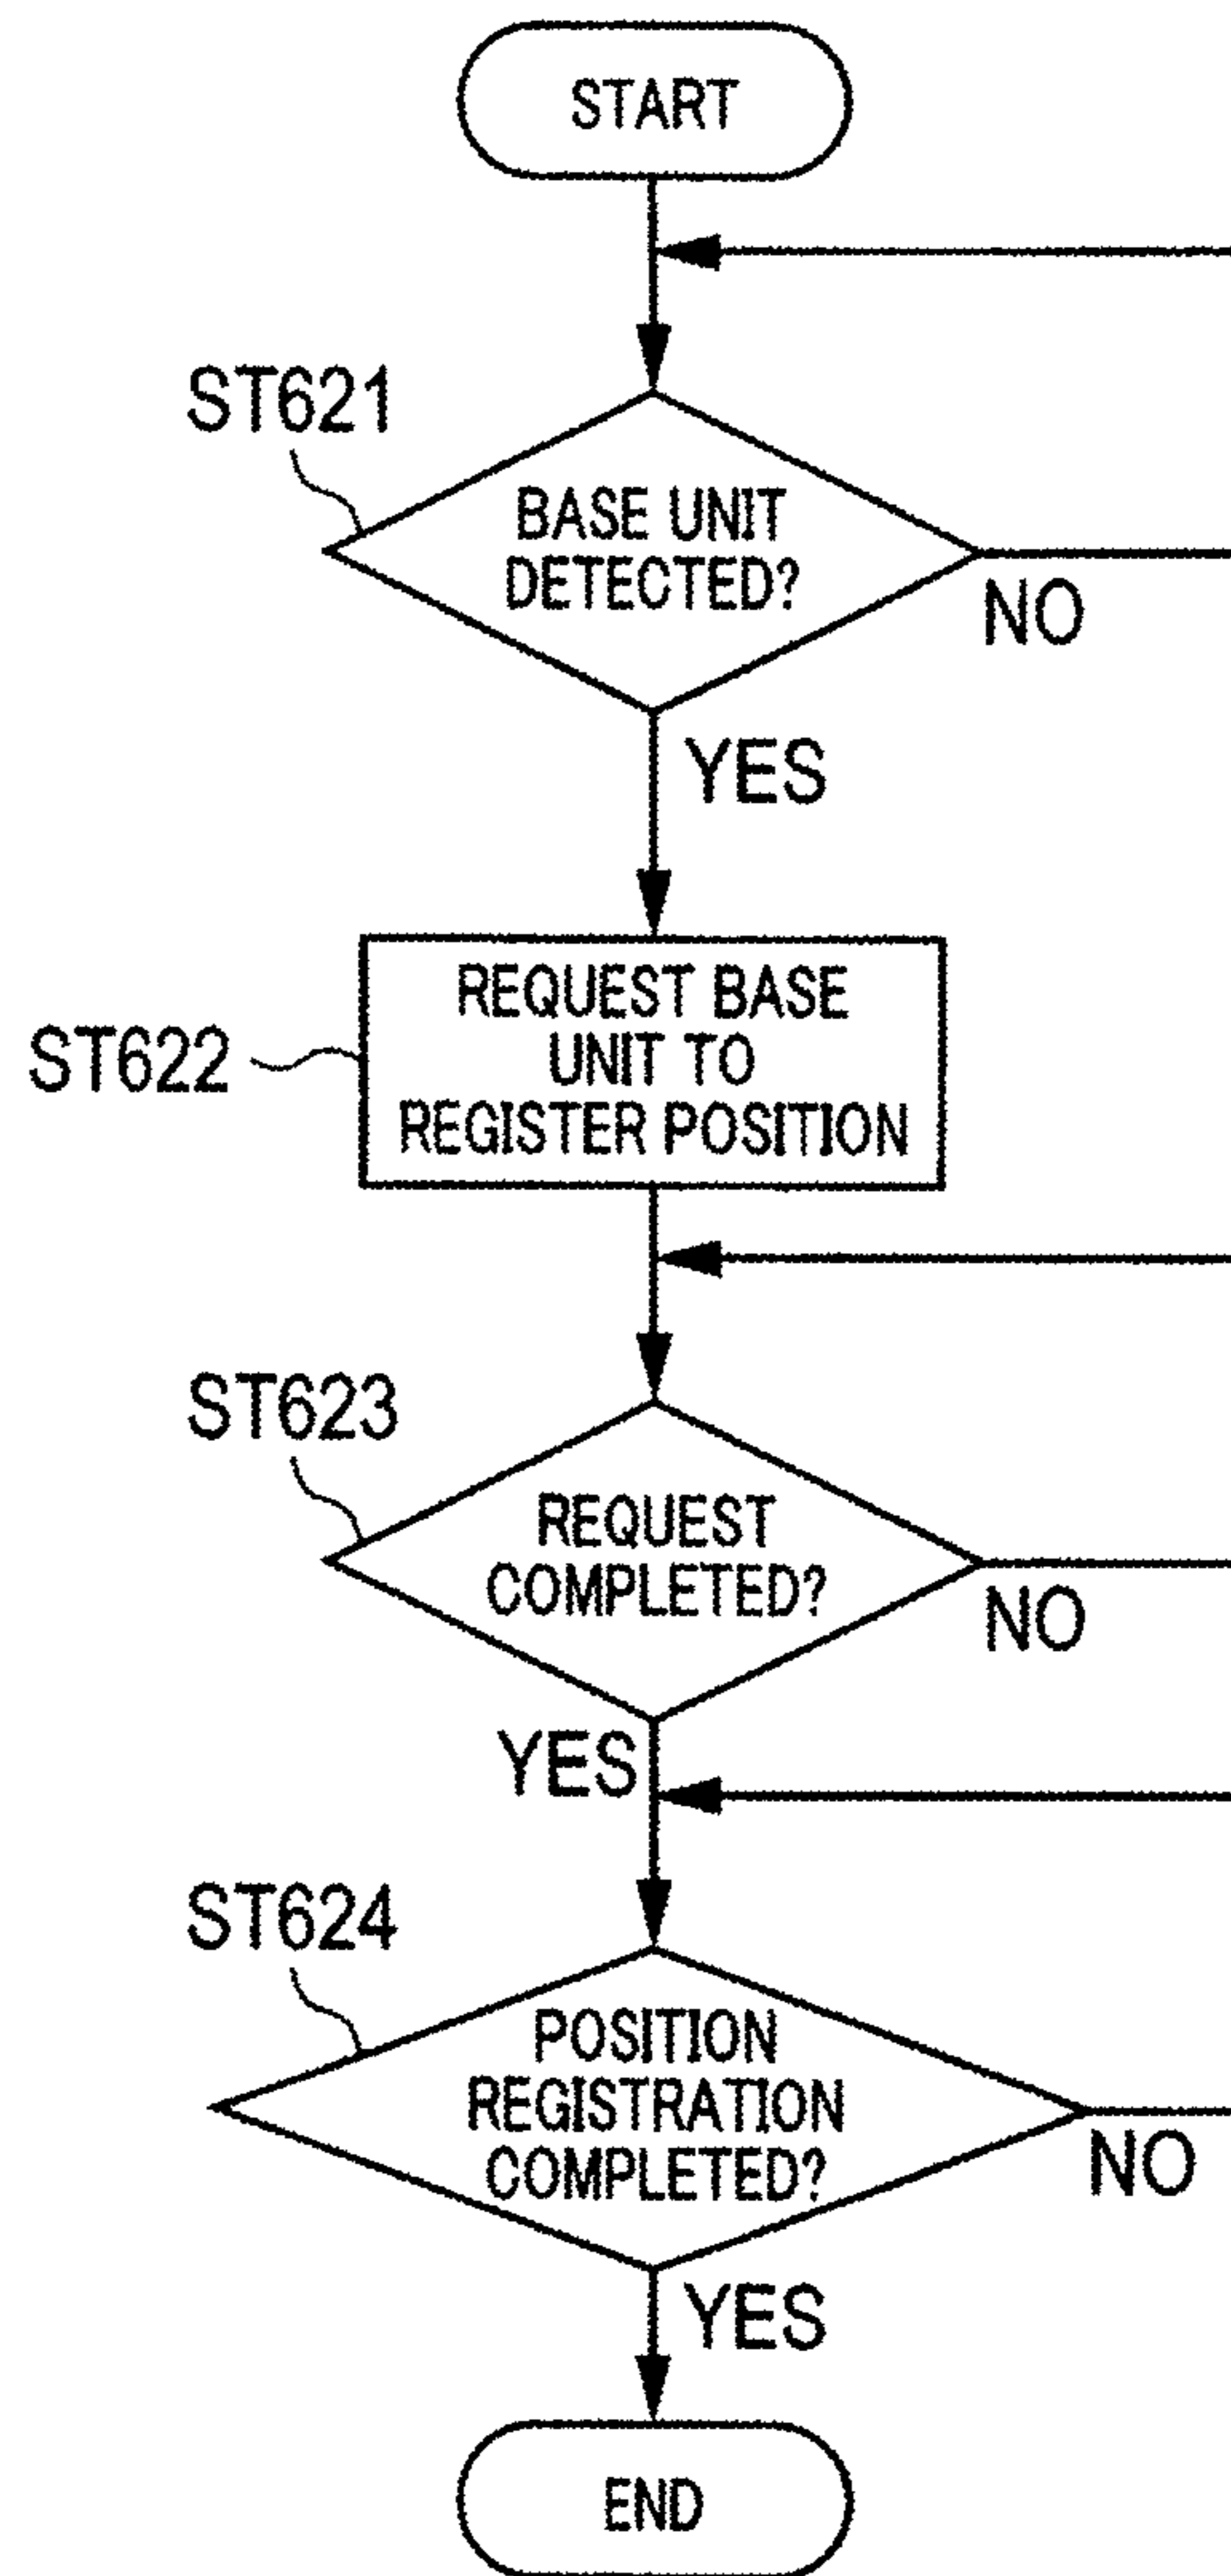 START
ST621
BASE UNIT
DETECTED?
NO
YES
ST622
REQUEST BASE
UNIT TO
REGISTER POSITION
ST623
REQUEST
COMPLETED?
NO
YES
ST624
POSITION
REGISTRATION
COMPLETED?
NO
YES
END